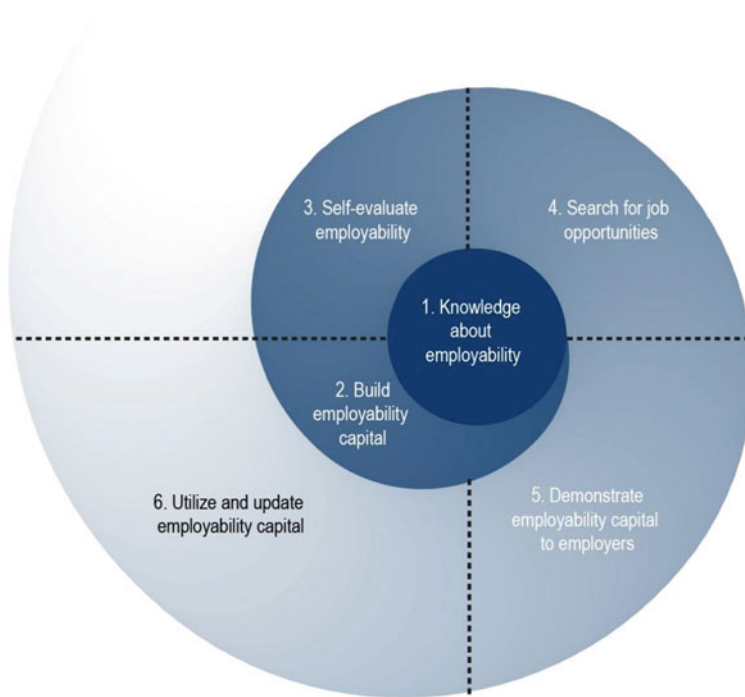 1. Knowledge
about
employability
2. Build
employability
capital
3. Self-evaluate
employability
4. Search for job
opportunities
5. Demonstrate
employability capital
to employers
6. Utilize and update
employability capital